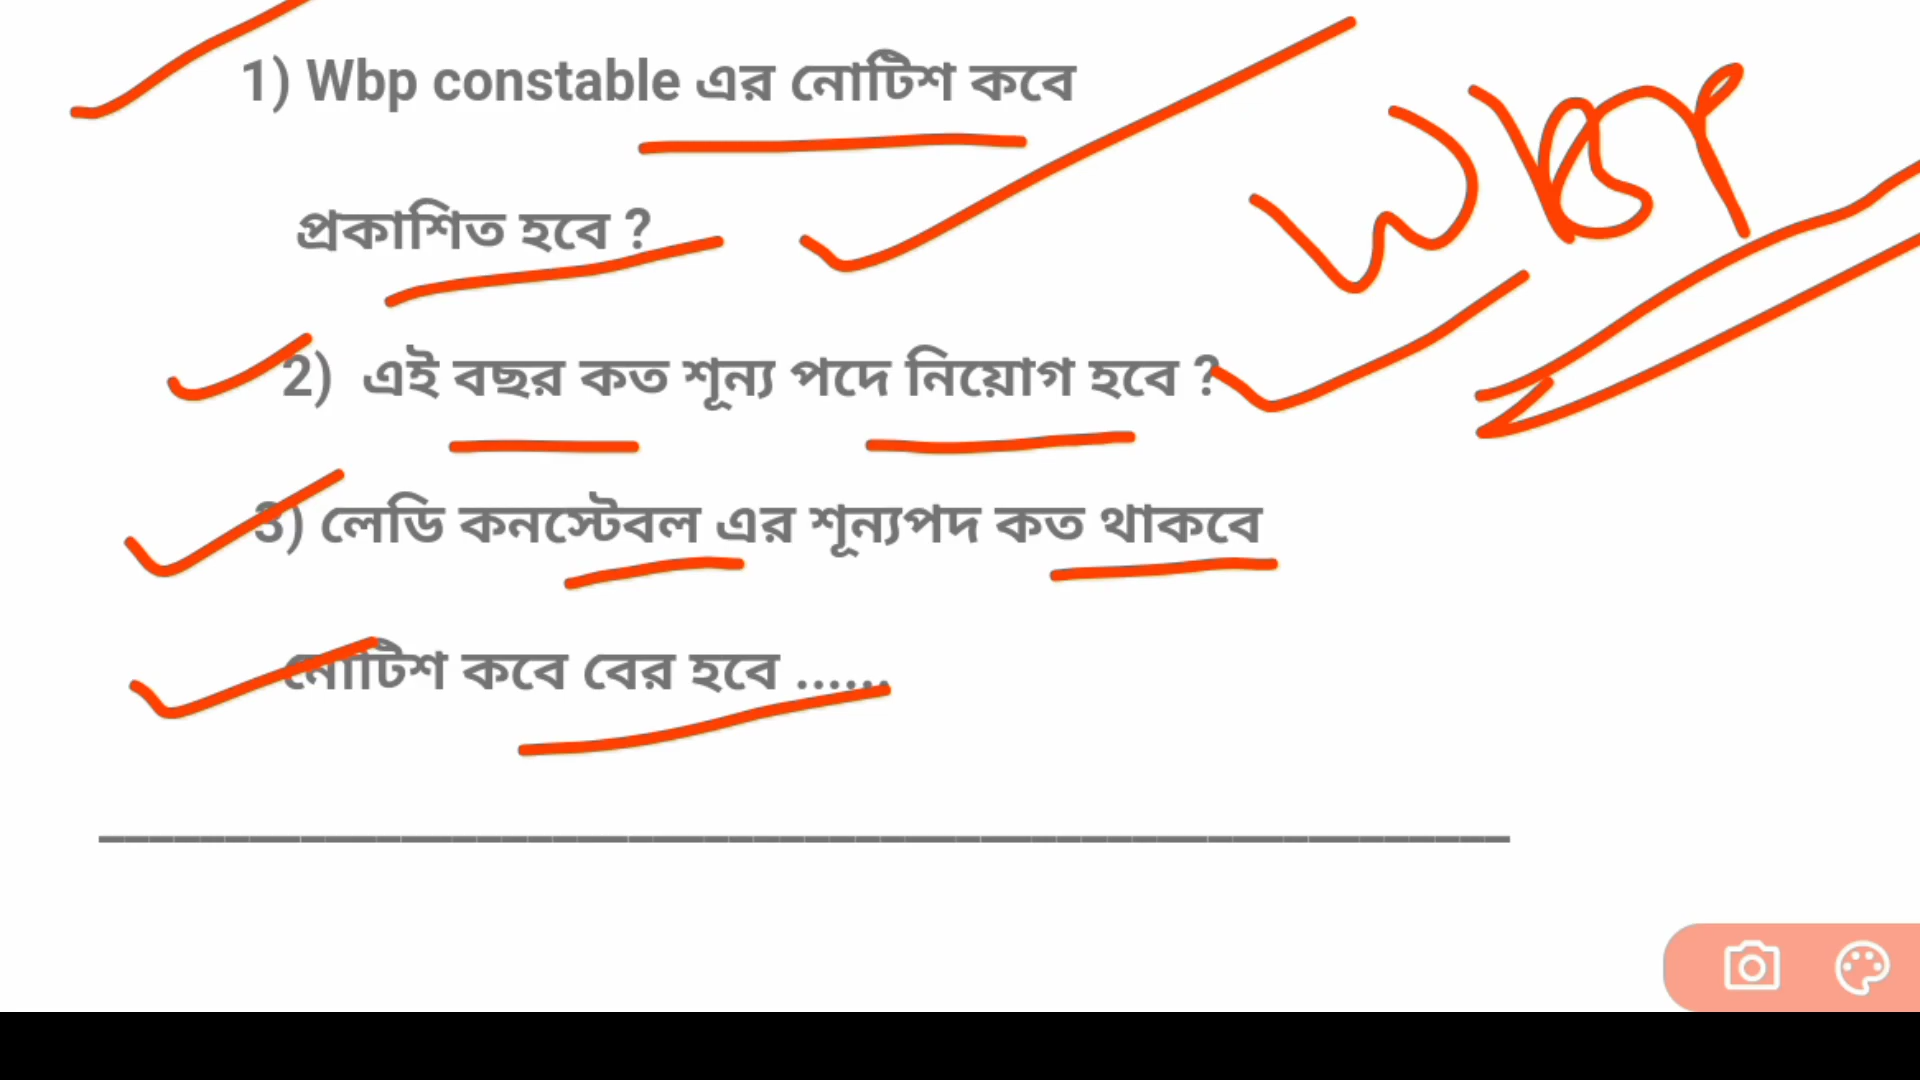 1) Wbp constable এর নোটিশ কবে
প্রকাশিত হবে ?
WBP
2) এই বছর কত শূন্য পদে নিয়োগ হবে ?
3) লেডি কনস্টেবল এর শূন্যপদ কত থাকবে
নোটিশ কবে বের হবে ......